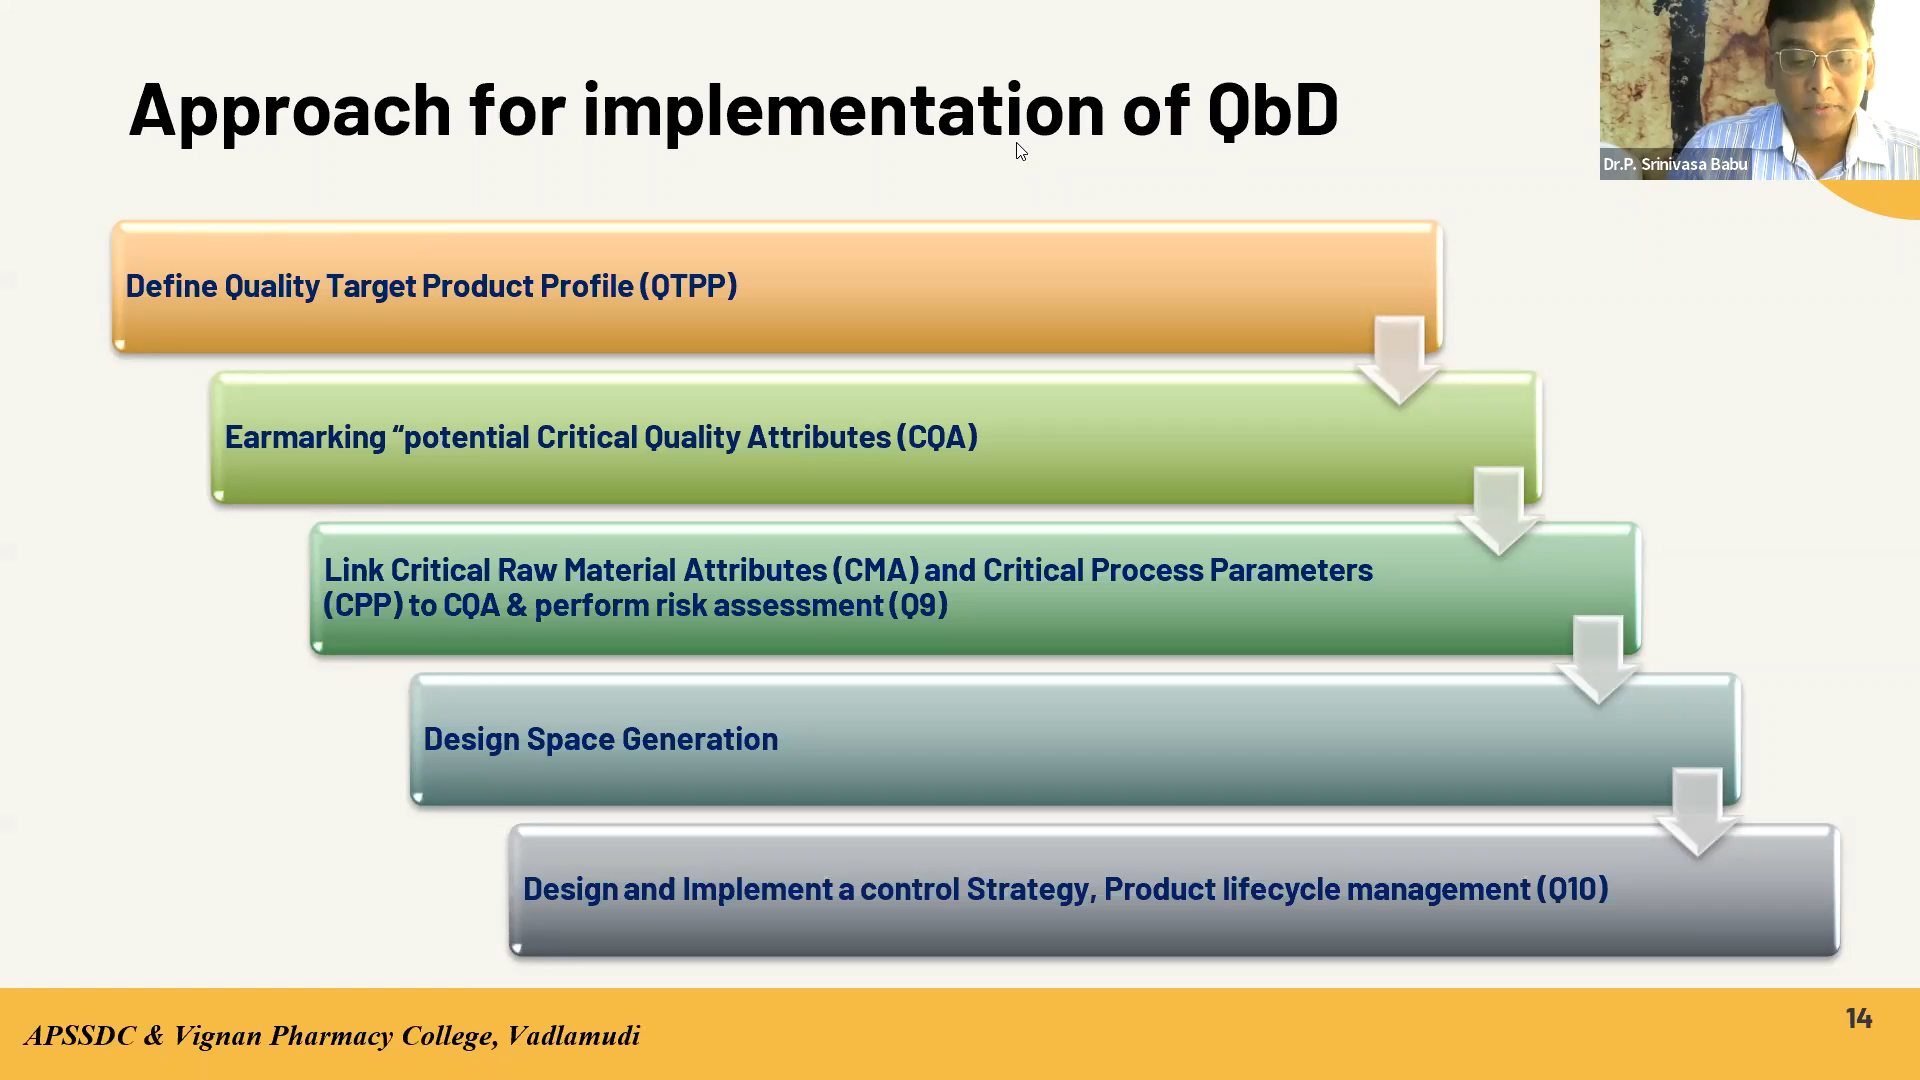 Approach for implementation of QbD
Dr.P. Srinivasa Babu
Define Quality Target Product Profile (QTPP)
Earmarking “potential Critical Quality Attributes (CQA)
Link Critical Raw Material Attributes (CMA) and Critical Process Parameters
(CPP) to CQA & perform risk assessment (Q9)
Design Space Generation
Design and Implement a control Strategy, Product lifecycle management (Q10)
APSSDC & Vignan Pharmacy College, Vadlamudi
14